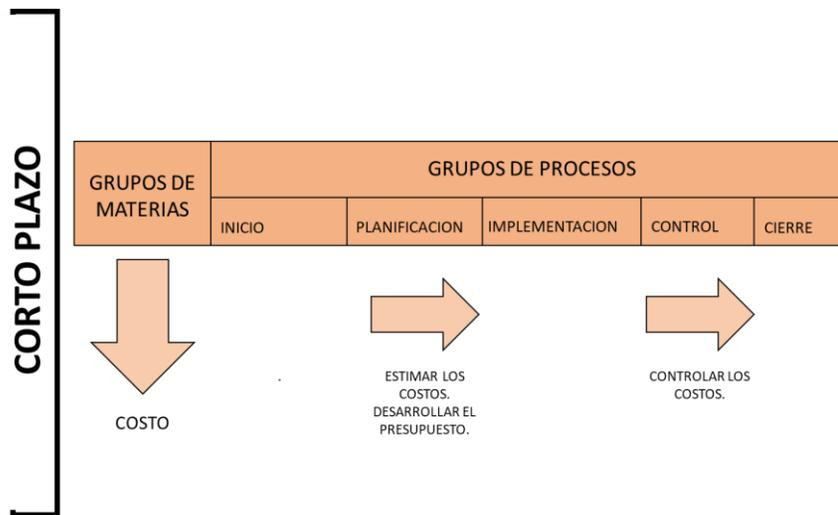 CORTO PLAZO
GRUPOS DE
MATERIAS
GRUPOS DE PROCESOS
INICIO
PLANIFICACION
IMPLEMENTACION
CONTROL
CIERRE
COSTO
.
ESTIMAR LOS
COSTOS.
DESARROLLAR EL
PRESUPUESTO.
CONTROLAR LOS
COSTOS.